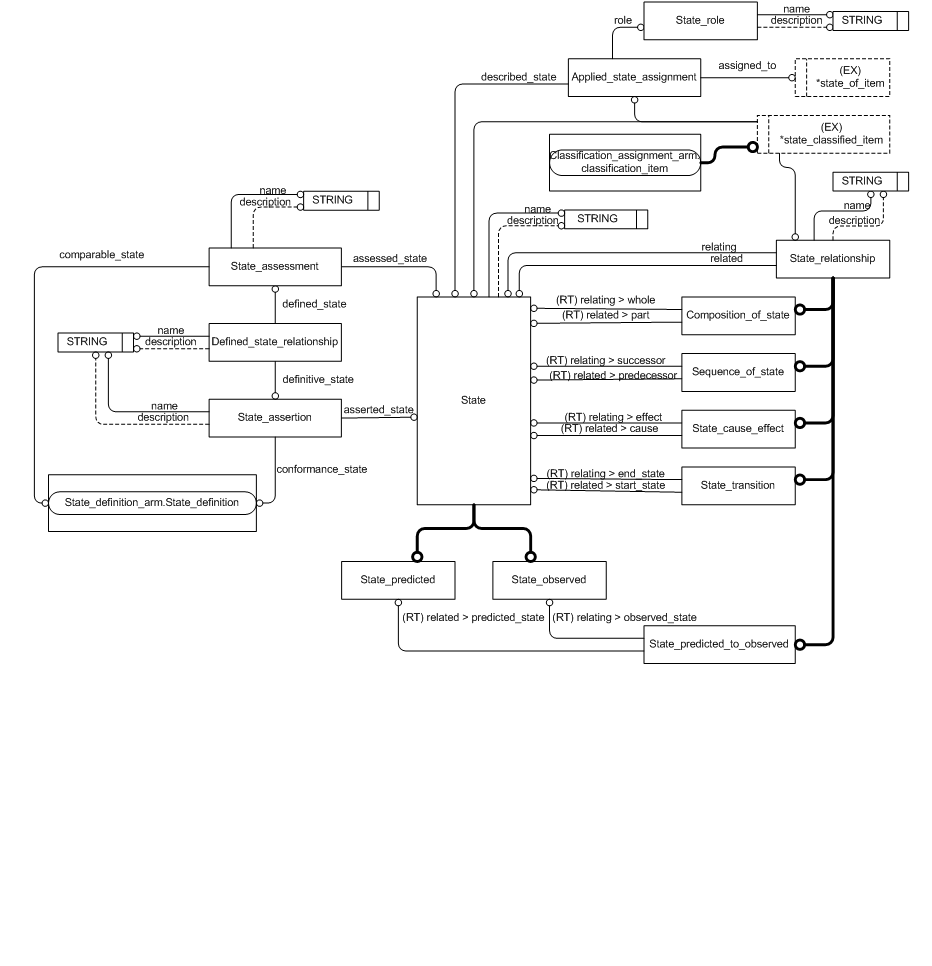 State_role
name
description
STRING
role
Applied_state_assignment
described_state
assigned_to
(EX)
*state_of_item
(EX)
*state_classified_item
Classification_assignment_arm.
classification_item
STRING
name
description
State_relationship
relating
related
name
description
STRING
name
description
STRING
comparable_state
State_assessment
assessed_state
defined_state
STRING
name
description
Defined_state_relationship
definitive_state
name
description
State_assertion
asserted_state
conformance_state
State_definition_arm.State_definition
State
(RT) relating > whole
(RT) related > part
Composition_of_state
(RT) relating > successor
(RT) related > predecessor
Sequence_of_state
(RT) relating > effect
(RT) related > cause
State_cause_effect
(RT) relating > end_state
(RT) related > start_state
State_transition
State_predicted
State_observed
(RT) related > predicted_state
(RT) relating > observed_state
State_predicted_to_observed